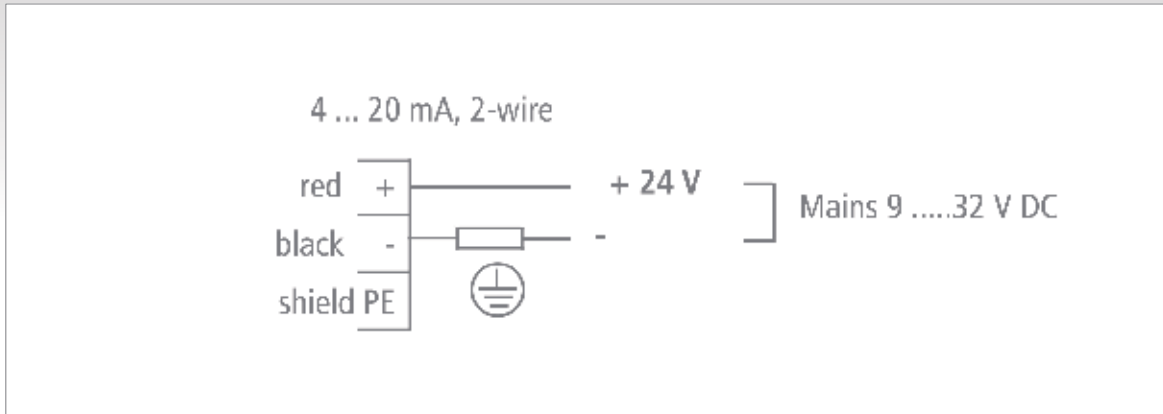 4 ... 20 mA, 2-wire
red + + 24 V
Mains 9 .....32 V DC
black - -
shield PE